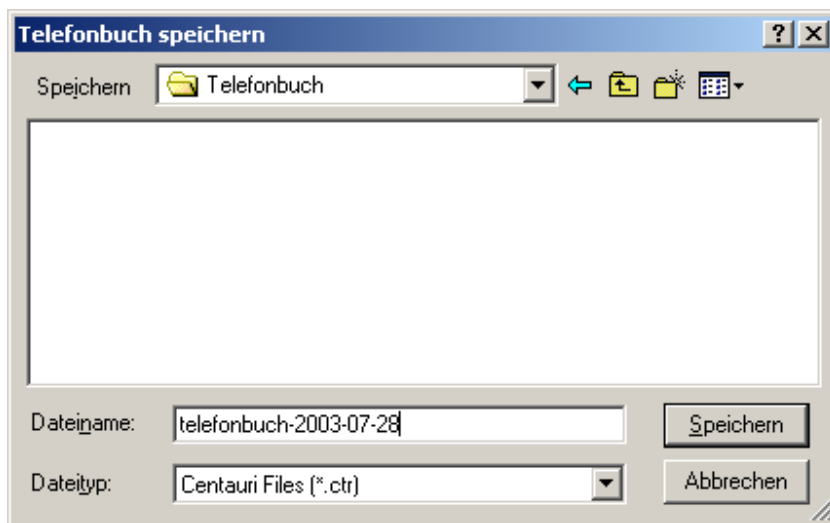 Telefonbuch speichern
Speichern Telefonbuch
Dateiname: telefonbuch-2003-07-28 Speichern
Dateityp: Centauri Files (*.ctr) Abbrechen